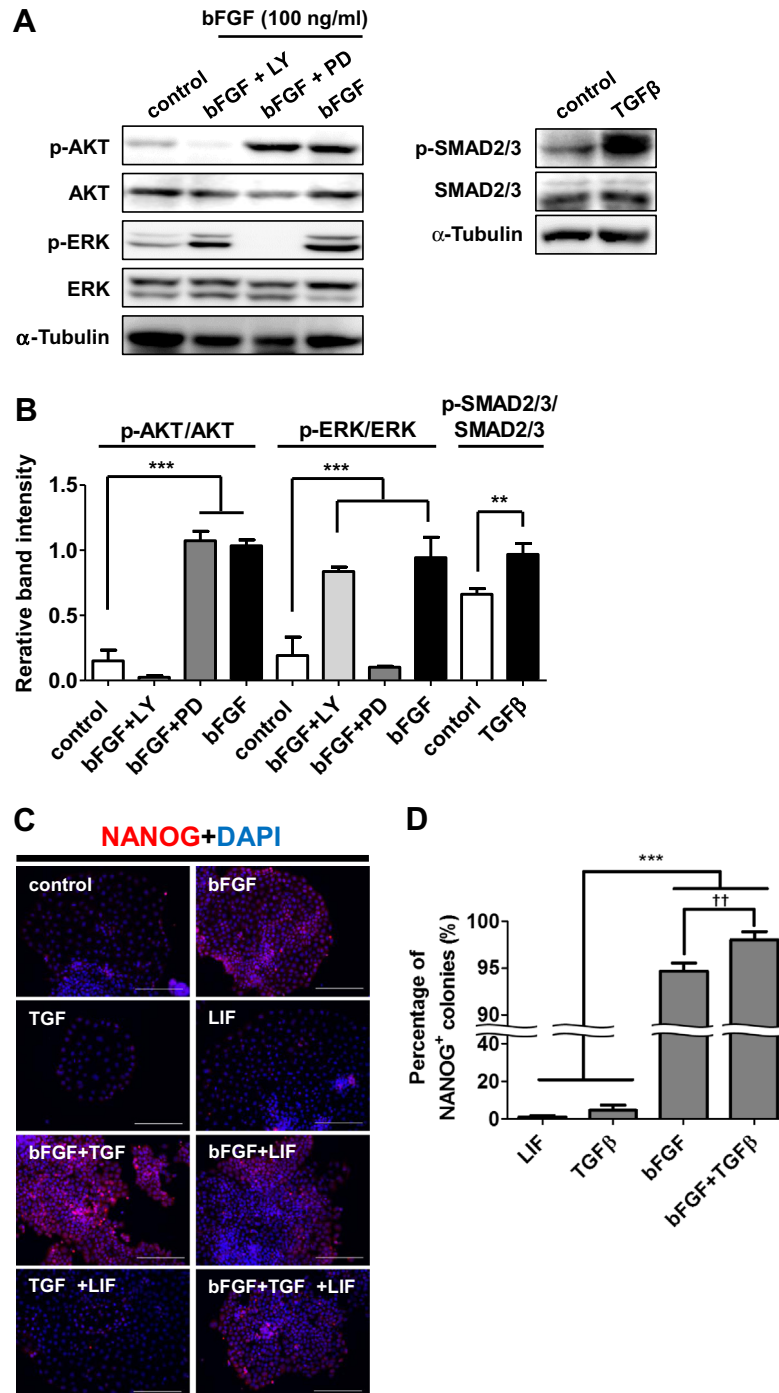 A
bFGF (100 ng/ml)
control
bFGF + LY
bFGF + PD
bFGF
p-AKT
AKT
p-ERK
ERK
α-Tubulin
control
TGFβ
p-SMAD2/3
SMAD2/3
α-Tubulin
B
p-AKT/AKT
p-ERK/ERK
p-SMAD2/3/
SMAD2/3
***
***
**
Rerative band intensity
1.5
1.0
0.5
0.0
control
bFGF+LY
bFGF+PD
bFGF
control
bFGF+LY
bFGF+PD
bFGF
contorl
TGFβ
C
NANOG+DAPI
control
bFGF
TGF
LIF
bFGF+TGF
bFGF+LIF
TGF +LIF
bFGF+TGF +LIF
D
***
††
Percentage of
NANOG⁺ colonies (%)
100
95
90
40
20
0
LIF
TGFβ
bFGF
bFGF+TGFβ